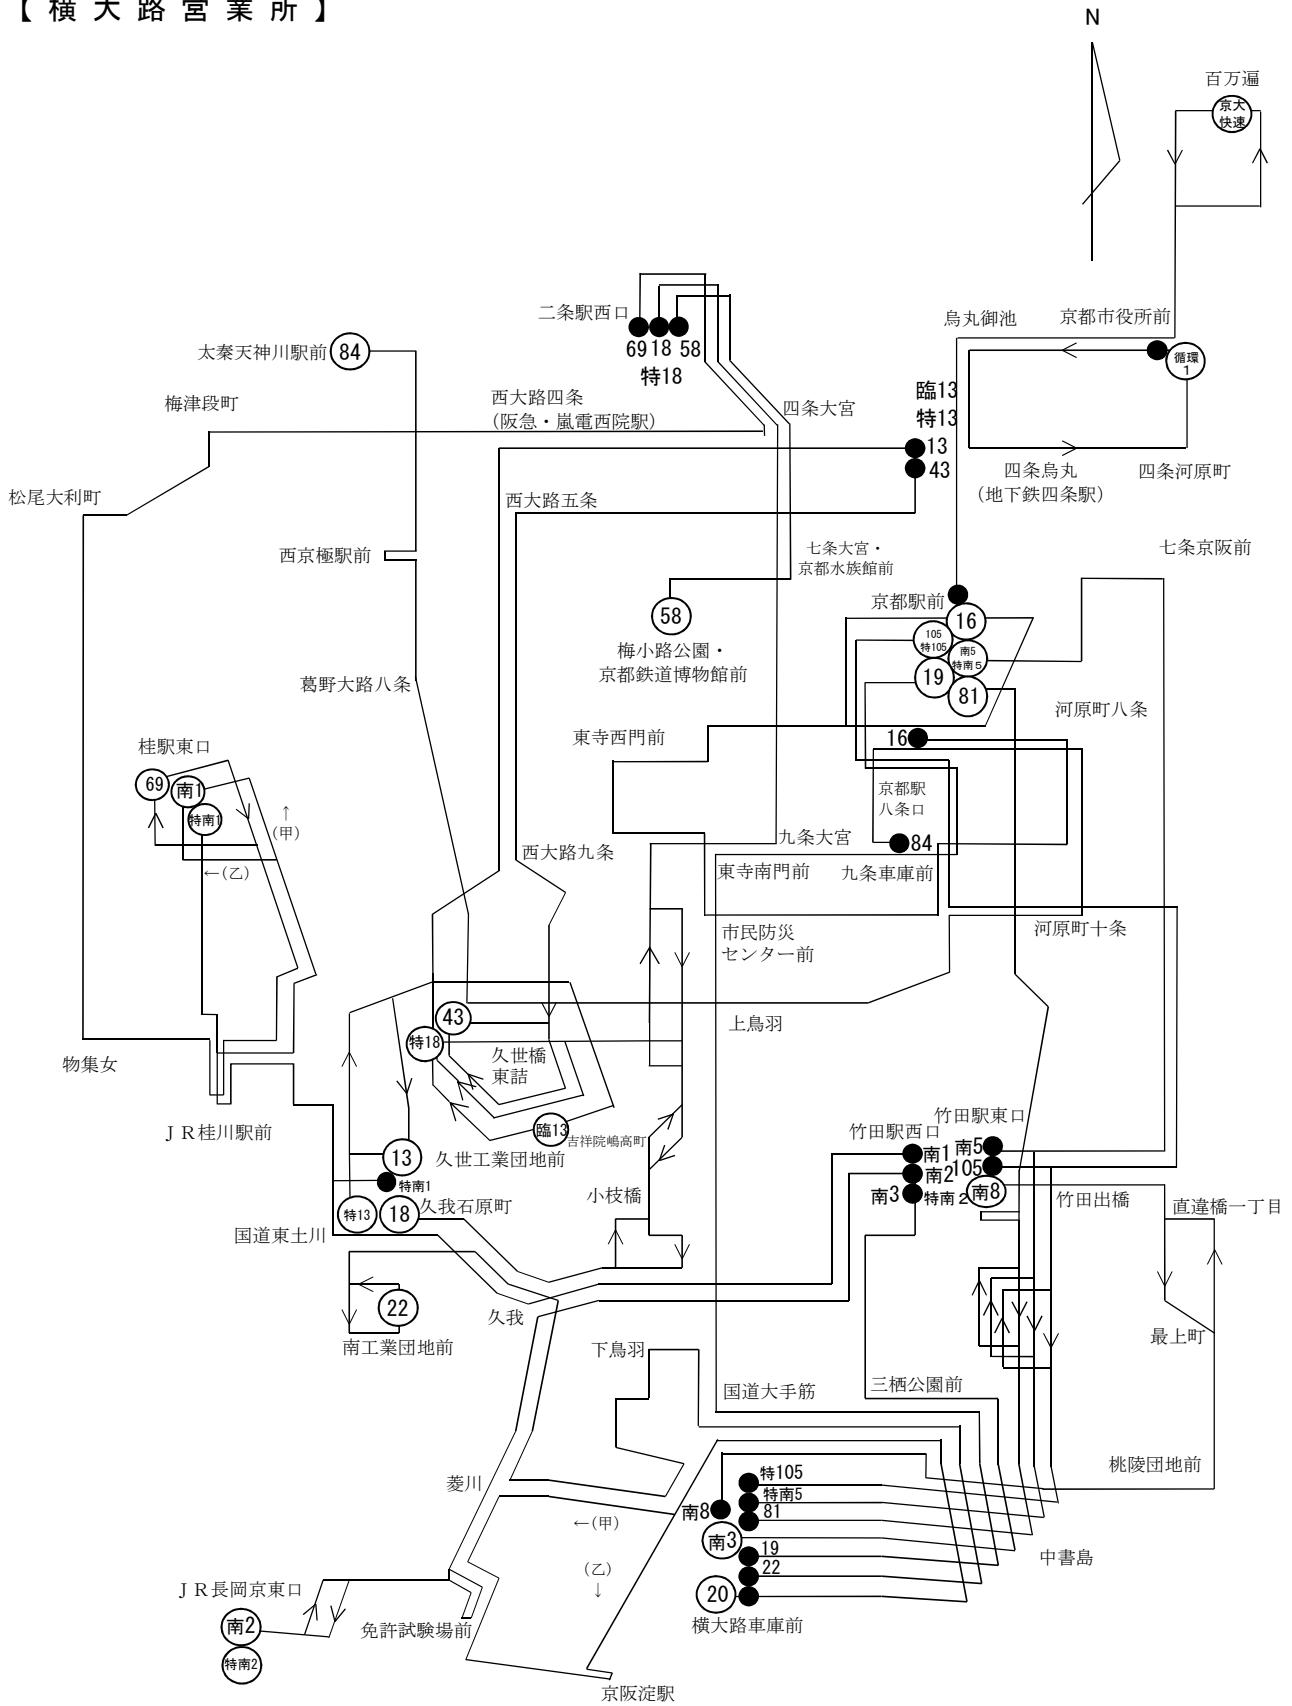 【 横 大 路 営 業 所 】
N
百万遍
京大
快速
烏丸御池
京都市役所前
循環
1
二条駅西口
69
18
58
特18
太秦天神川駅前
84
梅津段町
西大路四条
(阪急・嵐電西院駅)
四条大宮
臨13
特13
13
43
四条烏丸
(地下鉄四条駅)
四条河原町
松尾大利町
西大路五条
西京極駅前
七条大宮・
京都水族館前
七条京阪前
京都駅前
16
58
105
特105
南5
特南5
19
81
梅小路公園・
京都鉄道博物館前
葛野大路八条
河原町八条
東寺西門前
16
桂駅東口
69
南1
特南1
↑
(甲)
←(乙)
京都駅
八条口
84
西大路九条
九条大宮
東寺南門前
九条車庫前
市民防災
センター前
河原町十条
43
特18
上鳥羽
久世橋
東詰
物集女
JR桂川駅前
臨13
吉祥院嶋高町
13
久世工業団地前
特南1
特13
18
久我石原町
国道東土川
小枝橋
竹田駅西口
竹田駅東口
南1
南5
南2
105
南3
特南2
南8
竹田出橋
直違橋一丁目
22
南工業団地前
久我
下鳥羽
国道大手筋
三栖公園前
最上町
菱川
←(甲)
(乙)
↓
桃陵団地前
特105
特南5
南8
81
南3
19
22
20
中書島
横大路車庫前
JR長岡京東口
南2
特南2
免許試験場前
京阪淀駅